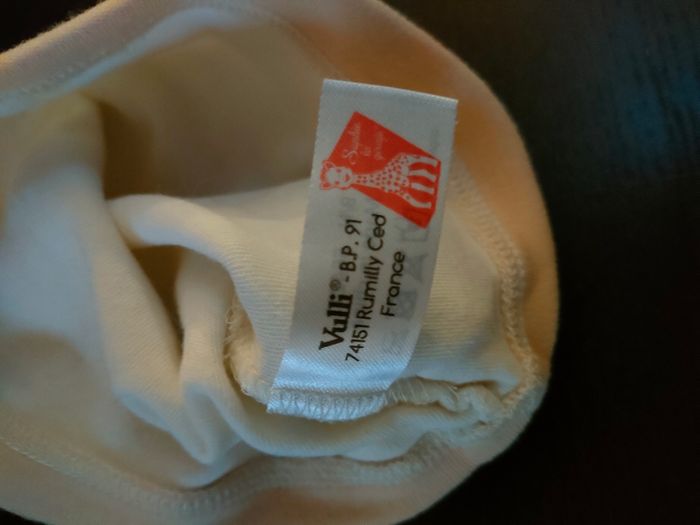 Sophie
la
girafe
Vulli® - B.P. 91
74151 Rumilly Ced
France